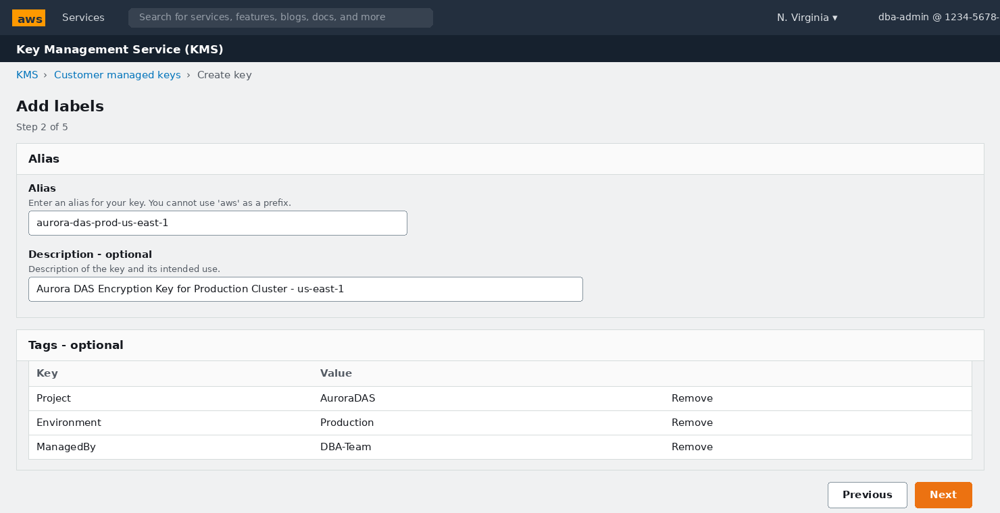 aws Services Search for services, features, blogs, docs, and more N. Virginia ▾ dba-admin @ 1234-5678-
Key Management Service (KMS)
KMS › Customer managed keys › Create key
Add labels
Step 2 of 5
Alias
Alias
Enter an alias for your key. You cannot use 'aws' as a prefix.
aurora-das-prod-us-east-1
Description - optional
Description of the key and its intended use.
Aurora DAS Encryption Key for Production Cluster - us-east-1
Tags - optional
Key Value
Project AuroraDAS Remove
Environment Production Remove
ManagedBy DBA-Team Remove
Previous Next